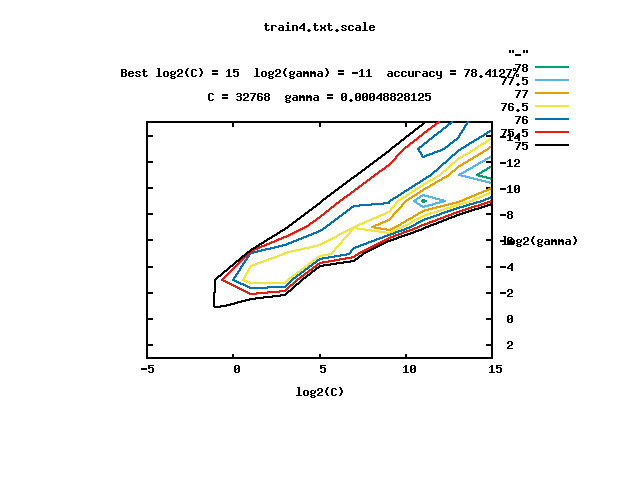 train4.txt.scale
"-"
Best log2(C) = 15  log2(gamma) = -11  accuracy = 78.4127%
78
77.5
C = 32768  gamma = 0.00048828125
77
76.5
76
75.5
75
-14
-12
-10
-8
-6
log2(gamma)
-4
-2
0
2
-5 0 5 10 15
log2(C)